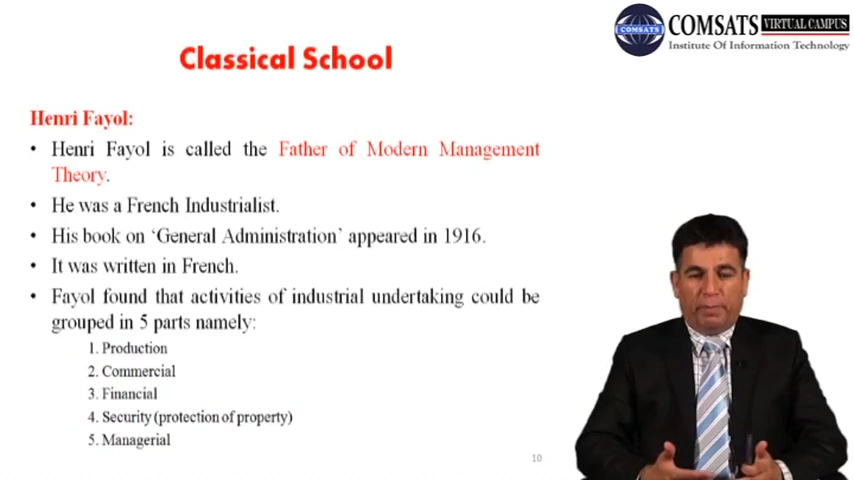 COMSATS VIRTUAL CAMPUS
COMSATS
Institute Of Information Technology
Classical School
Henri Fayol:
• Henri Fayol is called the Father of Modern Management
Theory.
• He was a French Industrialist.
• His book on ‘General Administration’ appeared in 1916.
• It was written in French.
• Fayol found that activities of industrial undertaking could be
grouped in 5 parts namely:
1. Production
2. Commercial
3. Financial
4. Security (protection of property)
5. Managerial
10